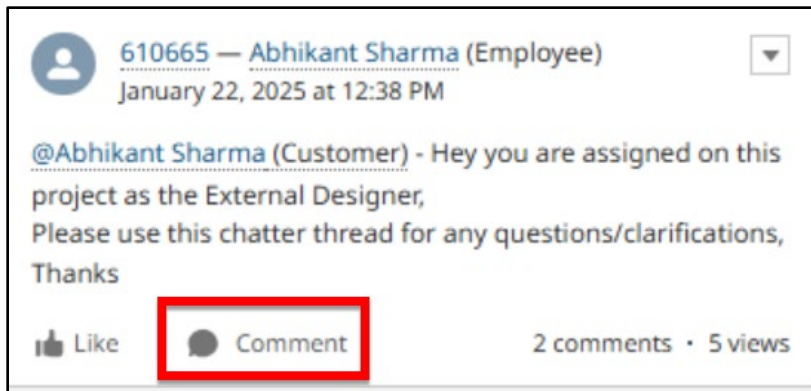 610665 — Abhikant Sharma (Employee)
January 22, 2025 at 12:38 PM
@Abhikant Sharma (Customer) - Hey you are assigned on this
project as the External Designer,
Please use this chatter thread for any questions/clarifications,
Thanks
Like Comment 2 comments · 5 views